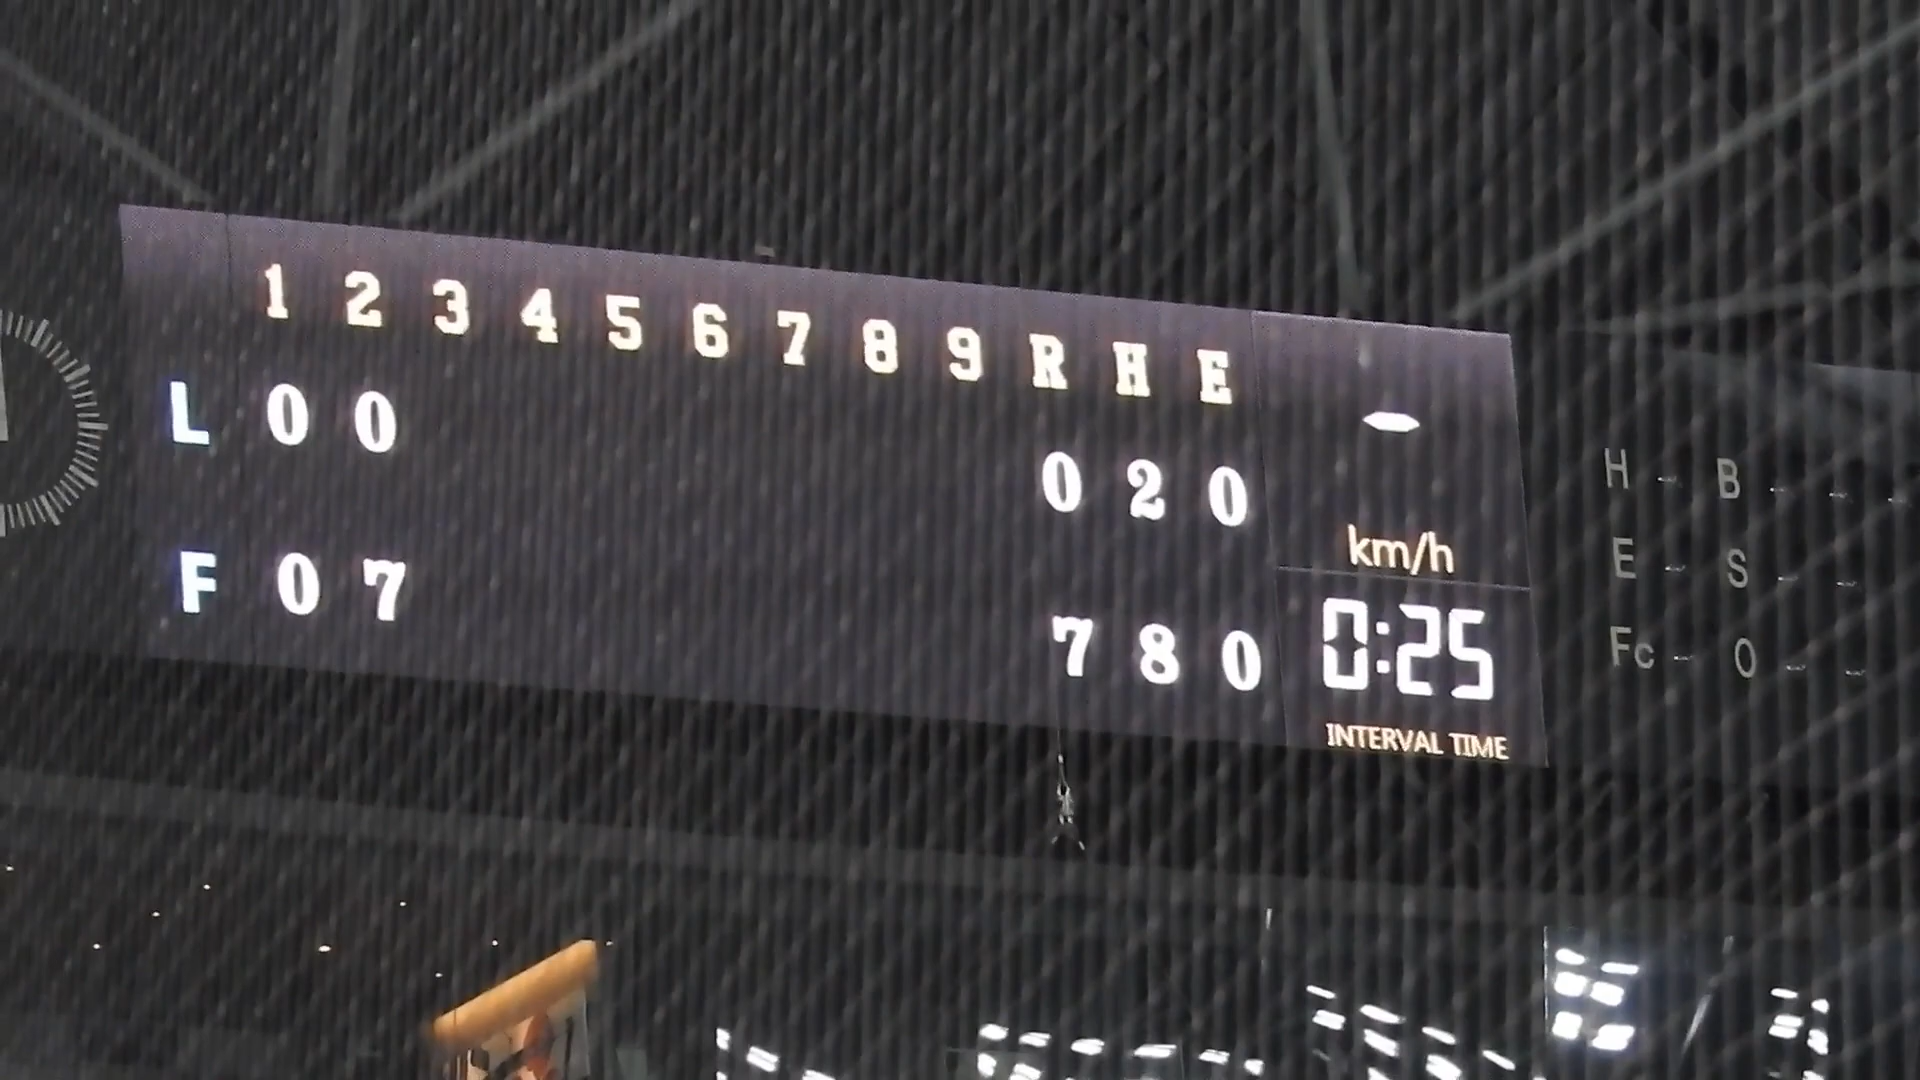 1 2 3 4 5 6 7 8 9 R H E
L 0 0 0 2 0
F 0 7 7 8 0
-
km/h
0:25
INTERVAL TIME
H - B - - -
E - S - -
Fc - O - -